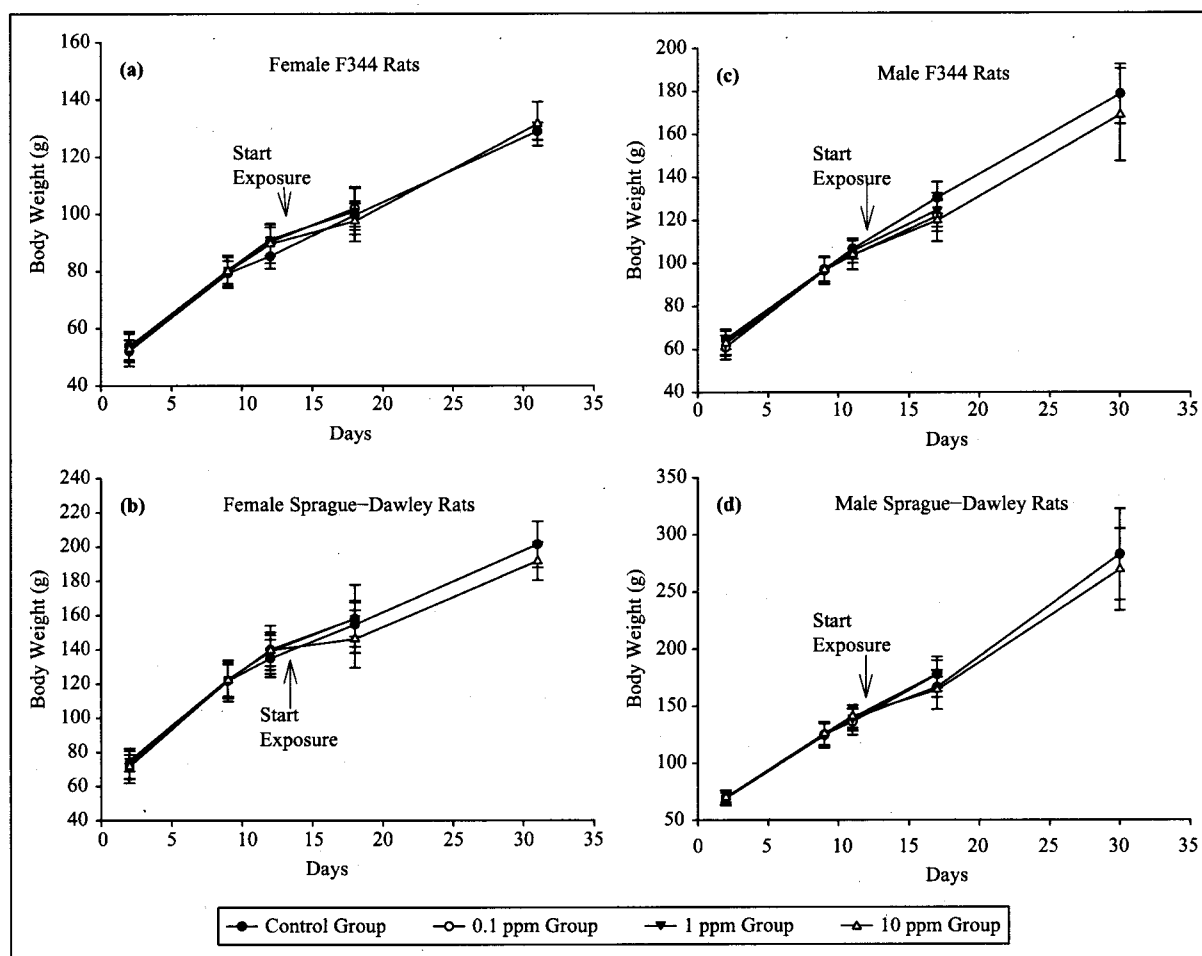 (a)
Female F344 Rats
Body Weight (g)
160
140
120
100
80
60
40
Start
Exposure
0 5 10 15 20 25 30 35
Days
(c)
Male F344 Rats
Body Weight (g)
200
180
160
140
120
100
80
60
40
Start
Exposure
0 5 10 15 20 25 30 35
Days
(b)
Female Sprague–Dawley Rats
Body Weight (g)
240
220
200
180
160
140
120
100
80
60
40
Start
Exposure
0 5 10 15 20 25 30 35
Days
(d)
Male Sprague–Dawley Rats
Body Weight (g)
350
300
250
200
150
100
50
Start
Exposure
0 5 10 15 20 25 30 35
Days
Control Group 0.1 ppm Group 1 ppm Group 10 ppm Group